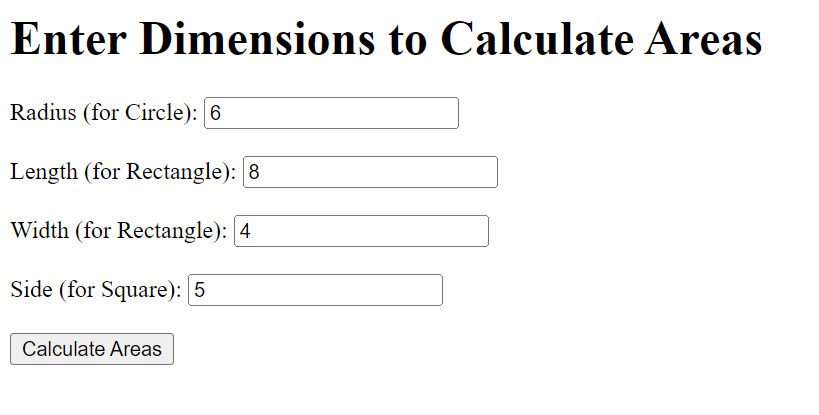 Enter Dimensions to Calculate Areas
Radius (for Circle): 6
Length (for Rectangle): 8
Width (for Rectangle): 4
Side (for Square): 5
Calculate Areas